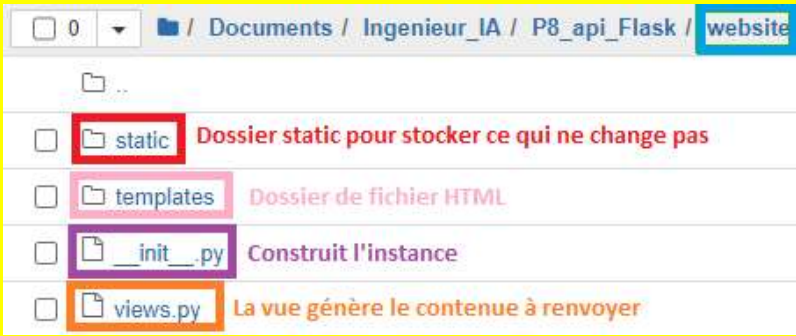 0 / Documents / Ingenieur_IA / P8_api_Flask / website
..
static Dossier static pour stocker ce qui ne change pas
templates Dossier de fichier HTML
__init__.py Construit l'instance
views.py La vue génère le contenue à renvoyer